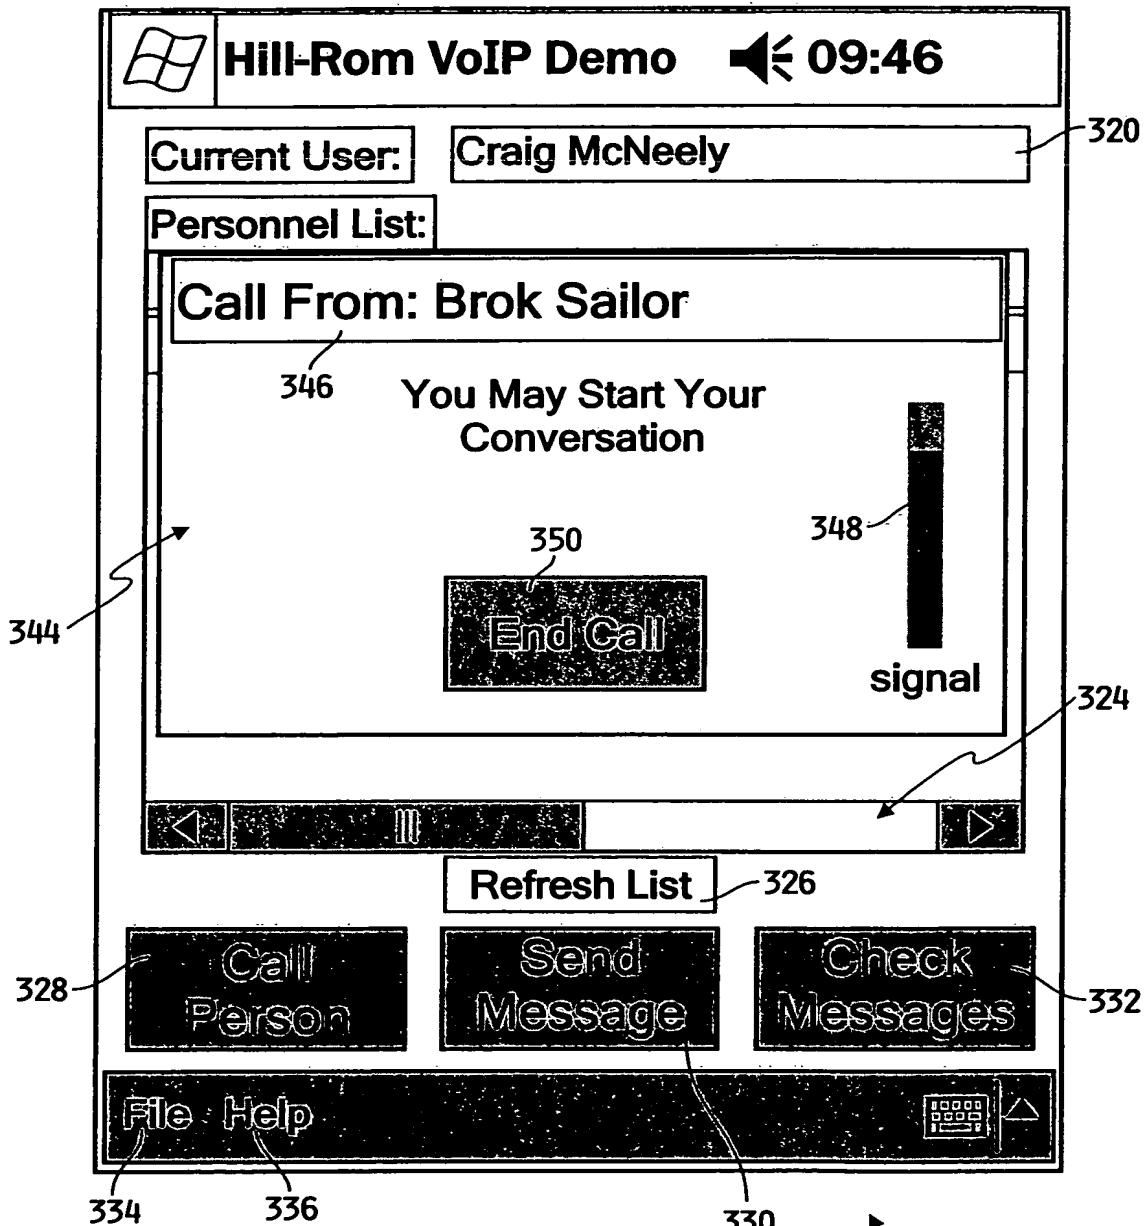 Hill-Rom VoIP Demo 09:46
Current User: Craig McNeely 320
Personnel List:
Call From: Brok Sailor
346
You May Start Your
Conversation
348
350
344
End Call
signal
324
Refresh List 326
328
Call
Person
Send
Message
Check
Messages
332
File Help
334 336 330